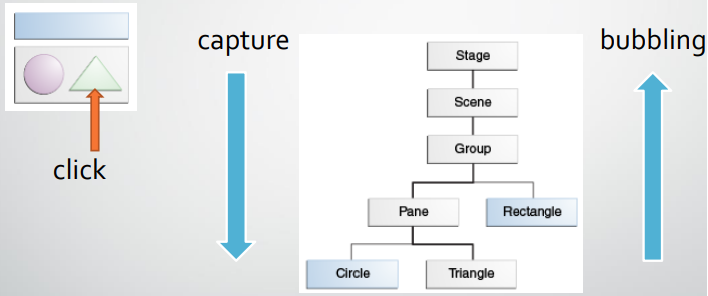 capture
bubbling
click
Stage
Scene
Group
Pane
Rectangle
Circle
Triangle